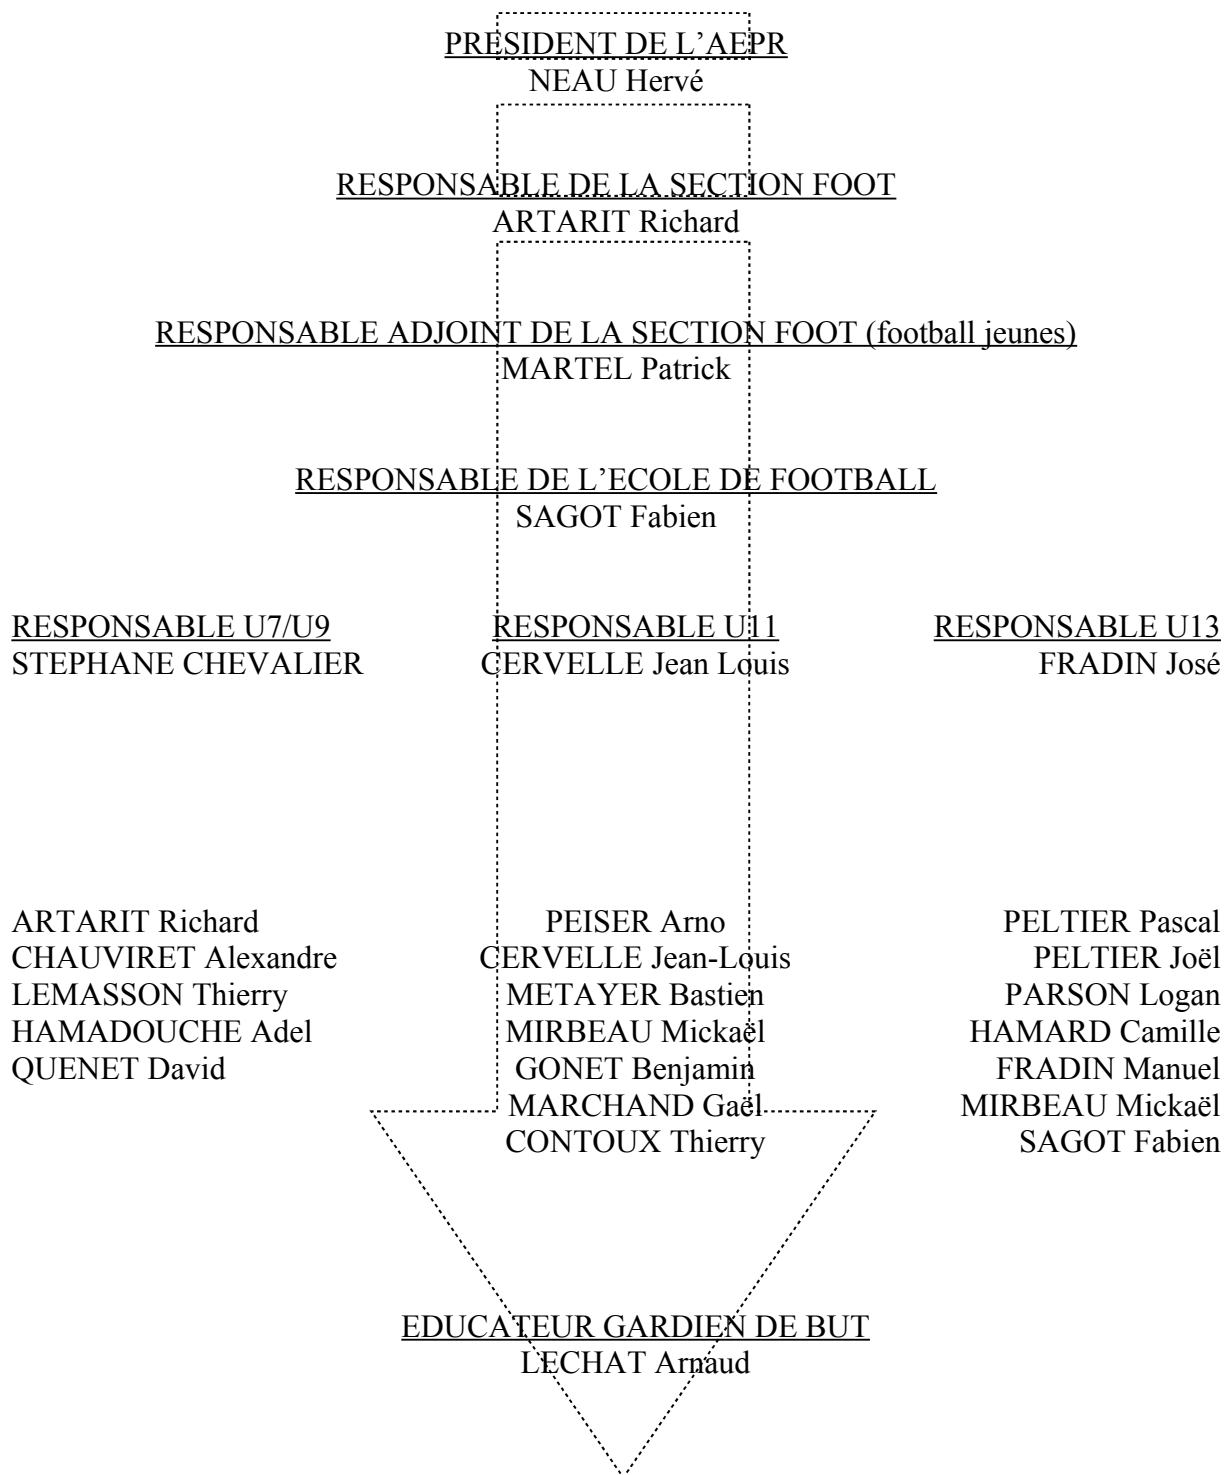 PRESIDENT DE L’AEPR
NEAU Hervé
RESPONSABLE DE LA SECTION FOOT
ARTARIT Richard
RESPONSABLE ADJOINT DE LA SECTION FOOT (football jeunes)
MARTEL Patrick
RESPONSABLE DE L’ECOLE DE FOOTBALL
SAGOT Fabien
RESPONSABLE U7/U9 RESPONSABLE U11 RESPONSABLE U13
STEPHANE CHEVALIER CERVELLE Jean Louis FRADIN José
ARTARIT Richard PEISER Arno PELTIER Pascal
CHAUVIRET Alexandre CERVELLE Jean-Louis PELTIER Joël
LEMASSON Thierry METAYER Bastien PARSON Logan
HAMADOUCHE Adel MIRBEAU Mickaël HAMARD Camille
QUENET David GONET Benjamin FRADIN Manuel
MARCHAND Gaël MIRBEAU Mickaël
CONTOUX Thierry SAGOT Fabien
EDUCATEUR GARDIEN DE BUT
LECHAT Arnaud